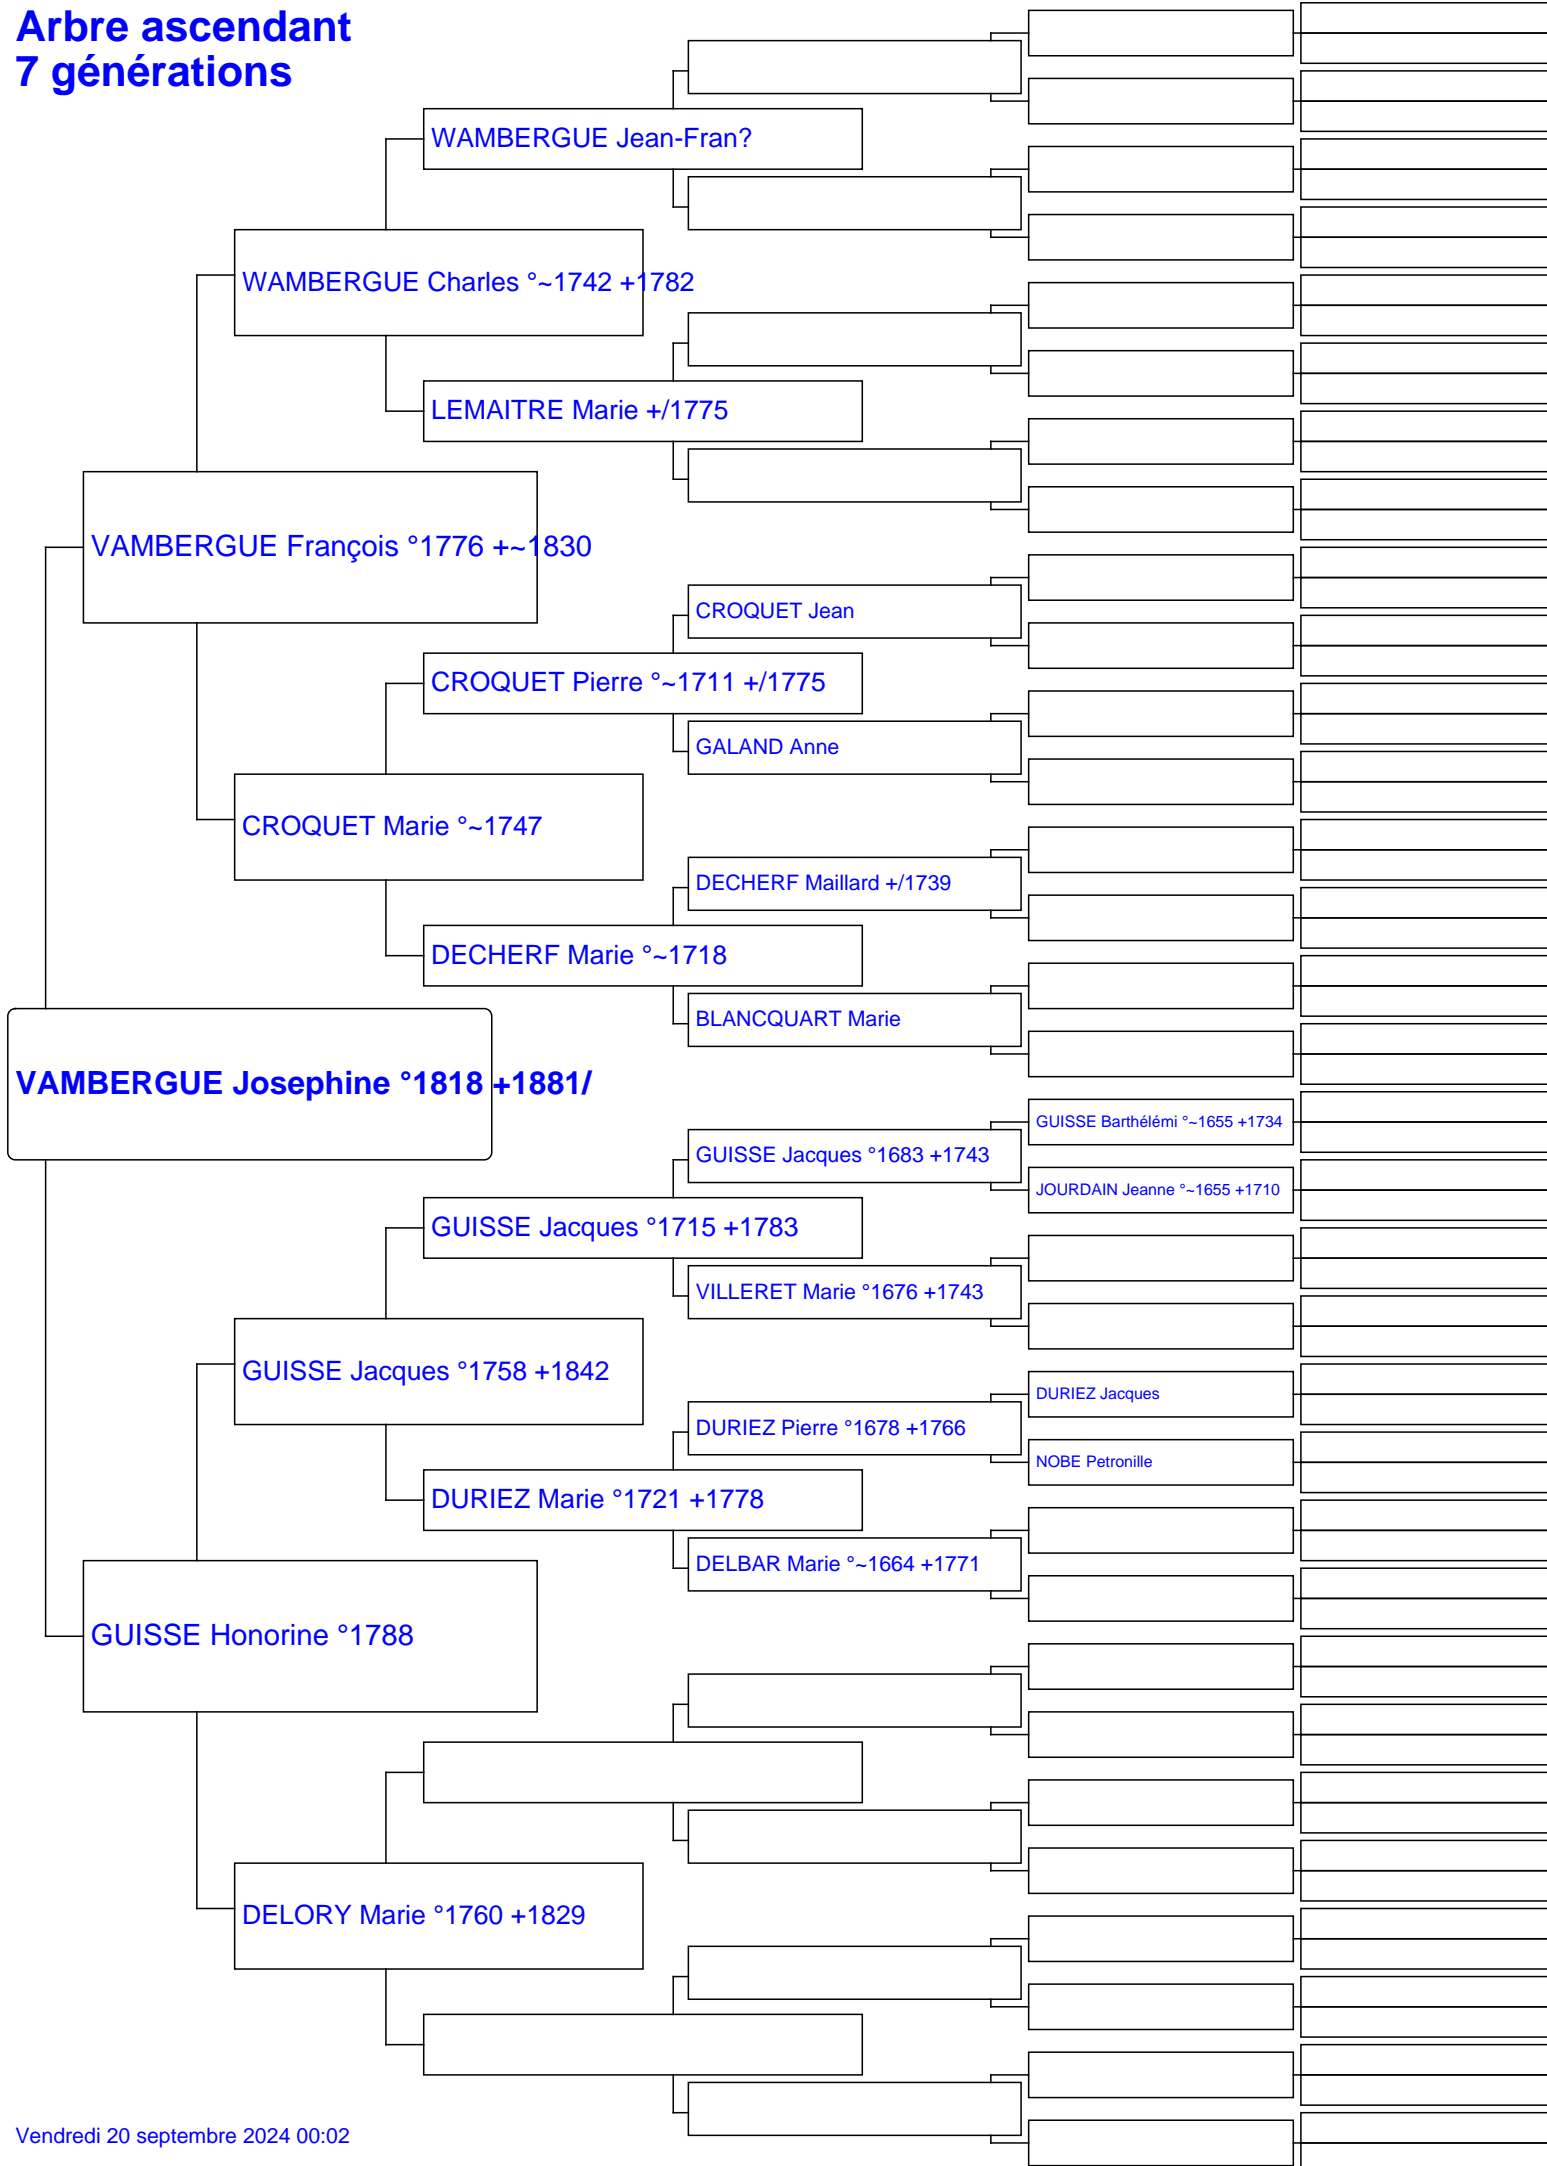 Arbre ascendant
7 générations
WAMBERGUE Jean-Fran?
WAMBERGUE Charles °~1742 +1782
LEMAITRE Marie +/1775
VAMBERGUE François °1776 +~1830
CROQUET Jean
CROQUET Pierre °~1711 +/1775
GALAND Anne
CROQUET Marie °~1747
DECHERF Maillard +/1739
DECHERF Marie °~1718
BLANCQUART Marie
VAMBERGUE Josephine °1818 +1881/
GUISSE Barthélémi °~1655 +1734
GUISSE Jacques °1683 +1743
JOURDAIN Jeanne °~1655 +1710
GUISSE Jacques °1715 +1783
VILLERET Marie °1676 +1743
GUISSE Jacques °1758 +1842
DURIEZ Jacques
DURIEZ Pierre °1678 +1766
NOBE Petronille
DURIEZ Marie °1721 +1778
DELBAR Marie °~1664 +1771
GUISSE Honorine °1788
DELORY Marie °1760 +1829
Vendredi 20 septembre 2024 00:02